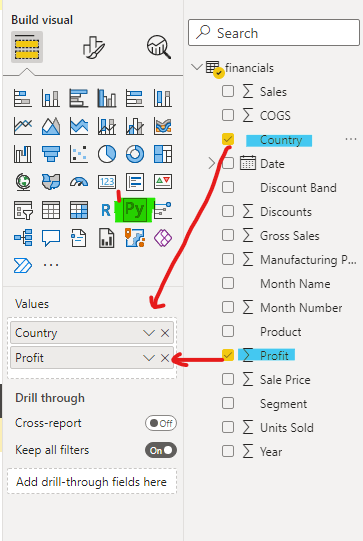 Build visual
Search
financials
Sales
COGS
Country
Date
Discount Band
Discounts
Gross Sales
Manufacturing P...
Month Name
Month Number
Product
Profit
Sale Price
Segment
Units Sold
Year
123
R
Py
Values
Country
Profit
Drill through
Cross-report
Off
Keep all filters
On
Add drill-through fields here